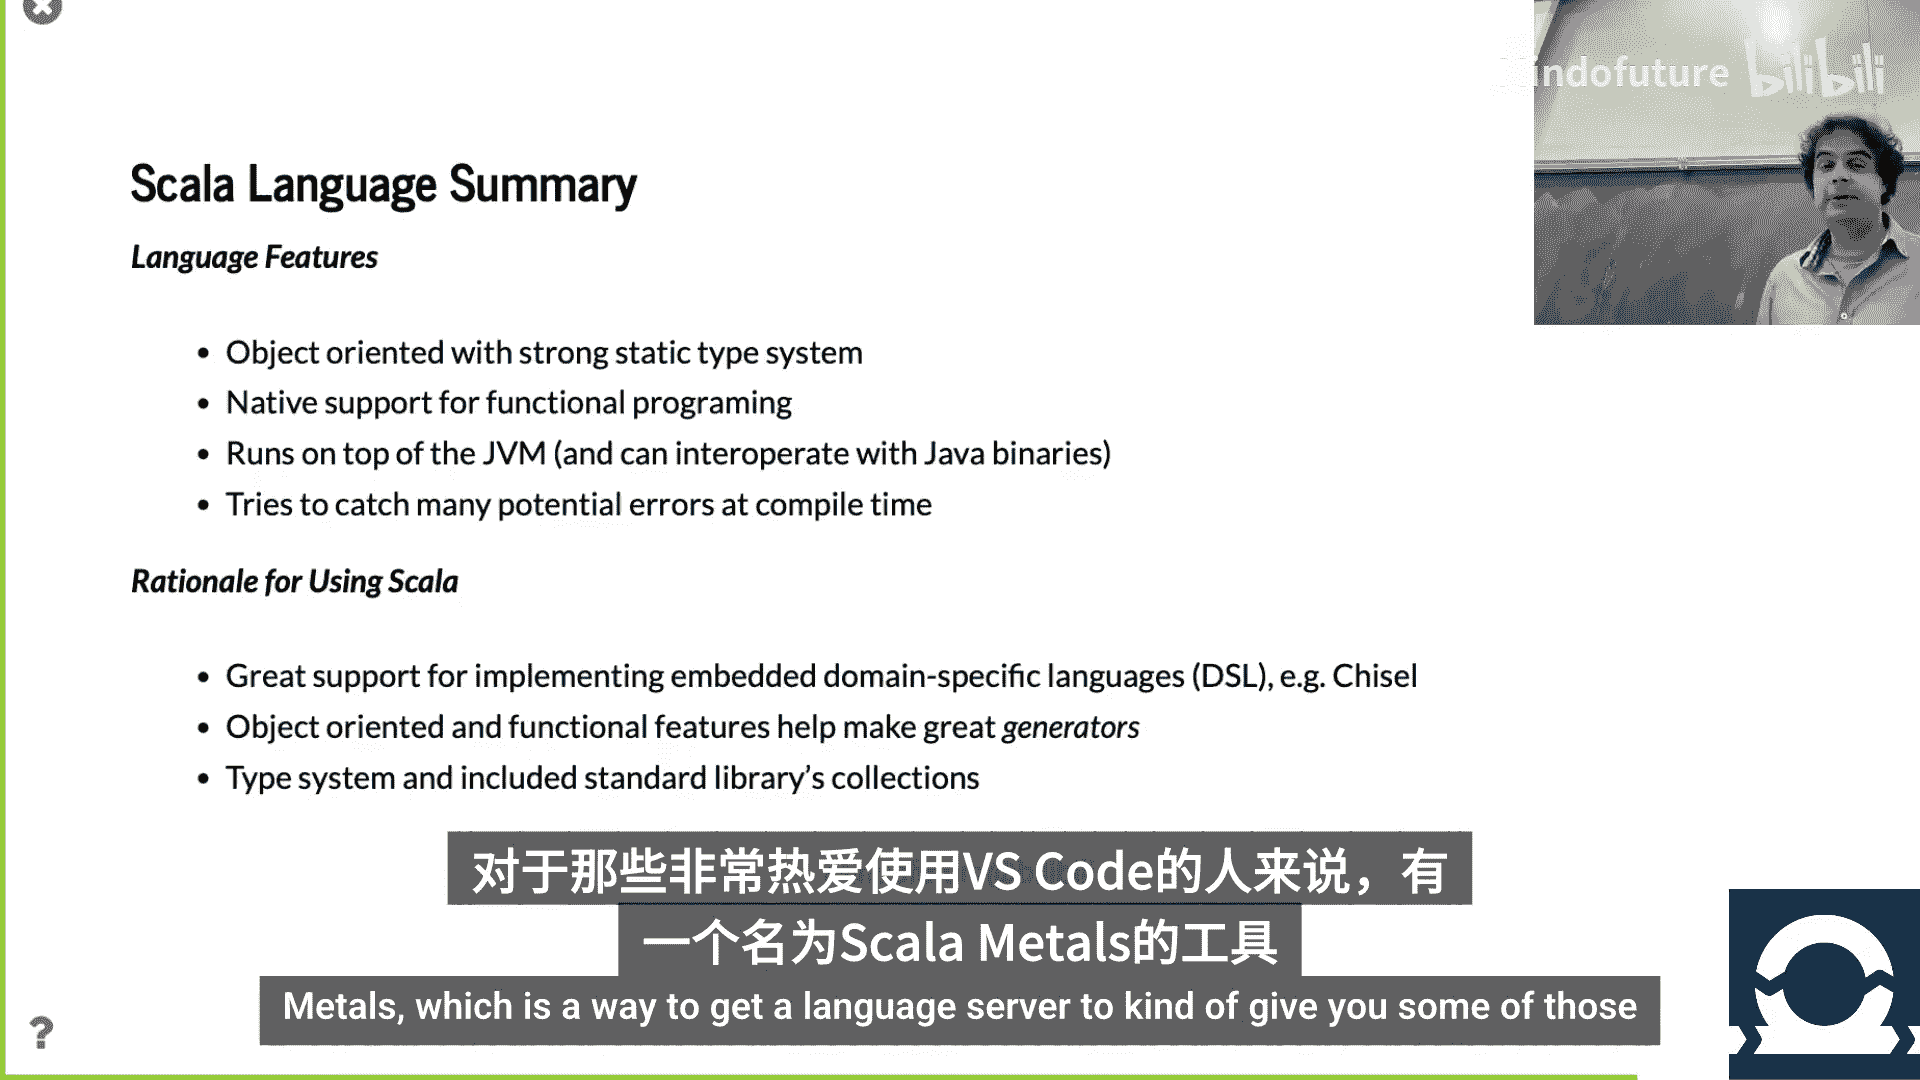 indofuture bilibili
Scala Language Summary
Language Features
• Object oriented with strong static type system
• Native support for functional programing
• Runs on top of the JVM (and can interoperate with Java binaries)
• Tries to catch many potential errors at compile time
Rationale for Using Scala
• Great support for implementing embedded domain-specific languages (DSL), e.g. Chisel
• Object oriented and functional features help make great generators
• Type system and included standard library's collections
对于那些非常热爱使用VS Code的人来说，有
一个名为Scala Metals的工具
Metals, which is a way to get a language server to kind of give you some of those
?